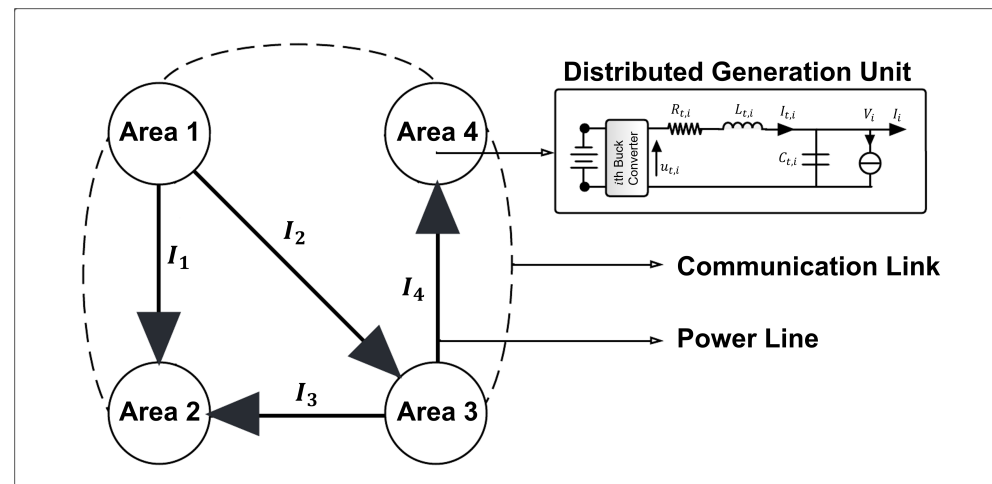 Distributed Generation Unit
Area 1
Area 4
ith Buck
Converter
R_{t,i}
L_{t,i}
I_{t,i}
V_i
I_i
u_{t,i}
C_{t,i}
I_1
I_2
I_4
Communication Link
Power Line
Area 2
I_3
Area 3